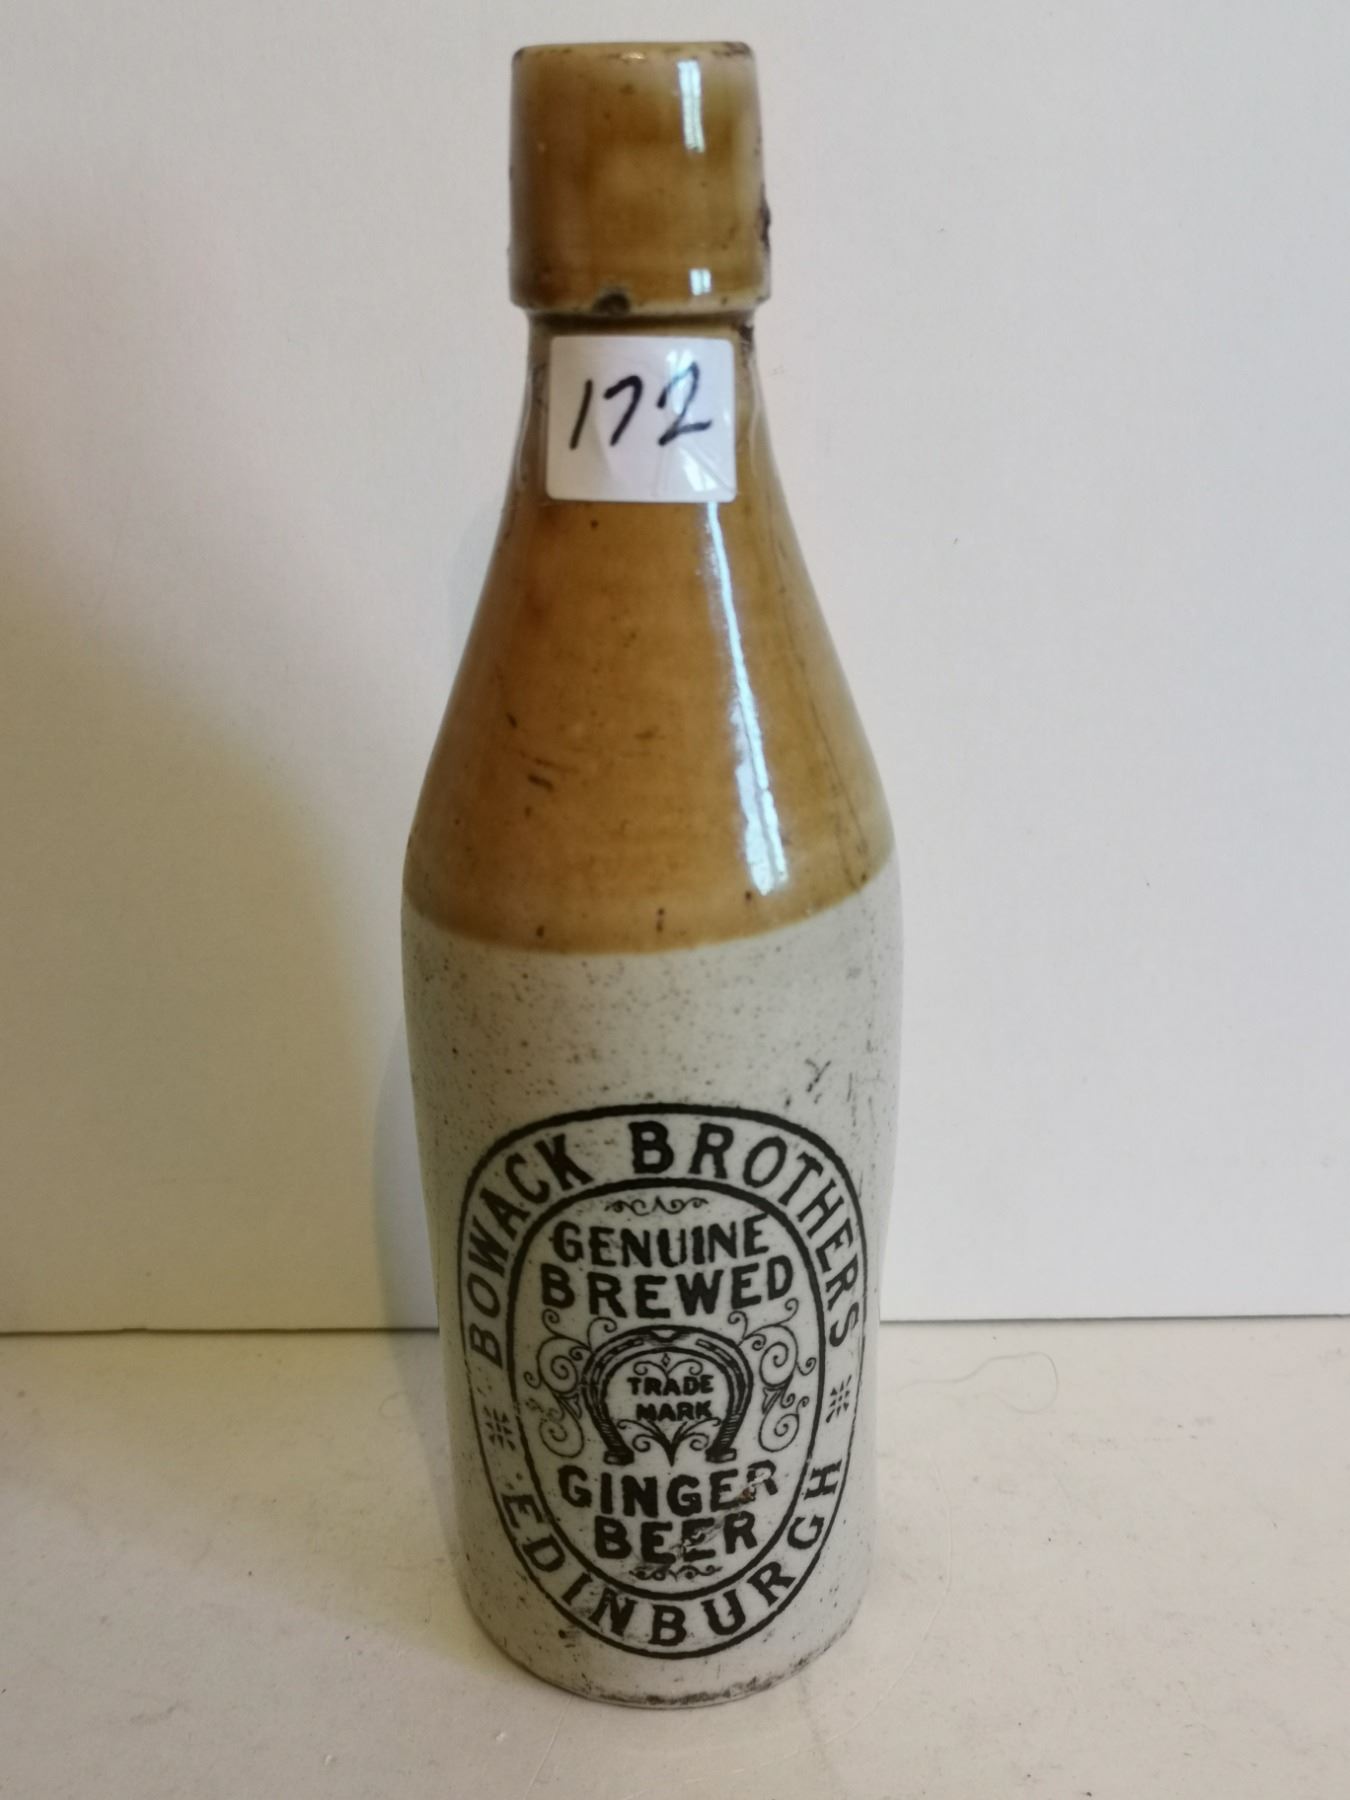 172
BOWACK BROTHERS
GENUINE
BREWED
TRADE
MARK
GINGER
BEER
EDINBURGH